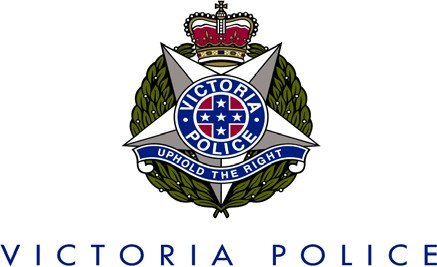 VICTORIA
POLICE
UPHOLD THE RIGHT
VICTORIA POLICE